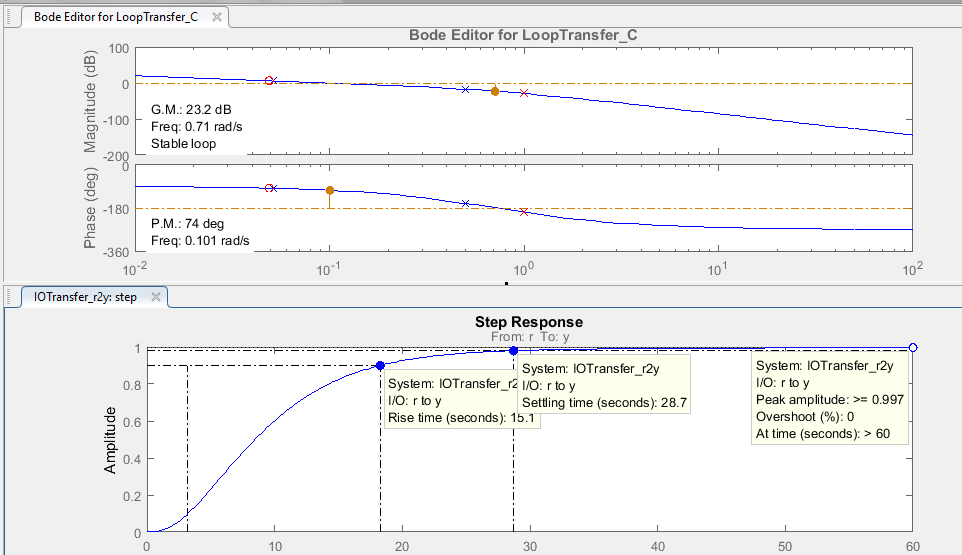 Bode Editor for LoopTransfer_C
Bode Editor for LoopTransfer_C
Magnitude (dB)
100
0
-100
-200
G.M.: 23.2 dB
Freq: 0.71 rad/s
Stable loop
Phase (deg)
0
-180
-360
P.M.: 74 deg
Freq: 0.101 rad/s
10^-2
10^-1
10^0
10^1
10^2
IOTransfer_r2y: step
Step Response
From: r To: y
Amplitude
1
0.8
0.6
0.4
0.2
0
System: IOTransfer_r2
I/O: r to y
Rise time (seconds): 15.1
System: IOTransfer_r2y
I/O: r to y
Settling time (seconds): 28.7
System: IOTransfer_r2y
I/O: r to y
Peak amplitude: >= 0.997
Overshoot (%): 0
At time (seconds): > 60
0
10
20
30
40
50
60